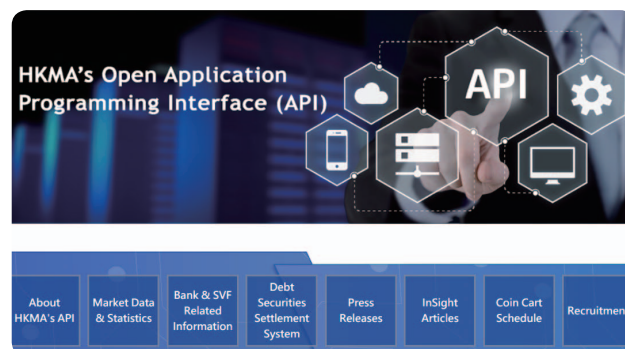 HKMA's Open Application
Programming Interface (API)
API
About
HKMA's API
Market Data
& Statistics
Bank & SVF
Related
Information
Debt
Securities
Settlement
System
Press
Releases
InSight
Articles
Coin Cart
Schedule
Recruitmen